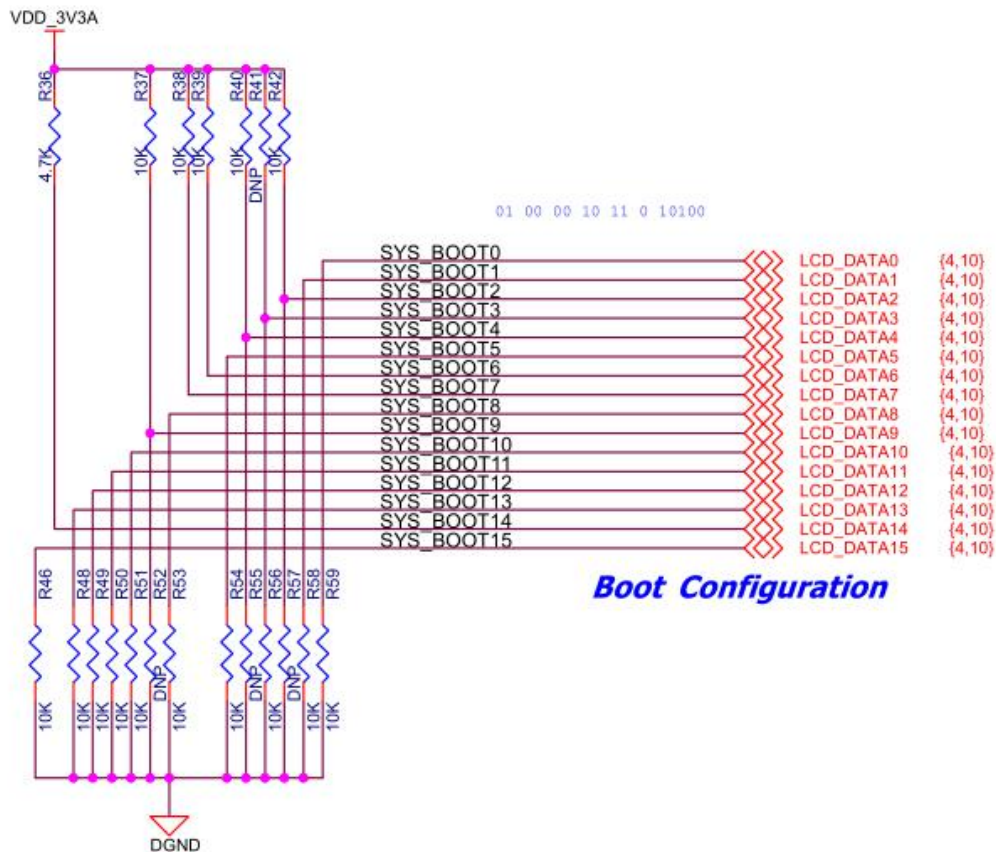 VDD_3V3A
R36
R37
R38
R39
R40
R41
R42
4.7K
10K
10K
10K
10K
DNP
10K
01 00 00 10 11 0 10100
SYS_BOOT0 LCD_DATA0 {4,10}
SYS_BOOT1 LCD_DATA1 {4,10}
SYS_BOOT2 LCD_DATA2 {4,10}
SYS_BOOT3 LCD_DATA3 {4,10}
SYS_BOOT4 LCD_DATA4 {4,10}
SYS_BOOT5 LCD_DATA5 {4,10}
SYS_BOOT6 LCD_DATA6 {4,10}
SYS_BOOT7 LCD_DATA7 {4,10}
SYS_BOOT8 LCD_DATA8 {4,10}
SYS_BOOT9 LCD_DATA9 {4,10}
SYS_BOOT10 LCD_DATA10 {4,10}
SYS_BOOT11 LCD_DATA11 {4,10}
SYS_BOOT12 LCD_DATA12 {4,10}
SYS_BOOT13 LCD_DATA13 {4,10}
SYS_BOOT14 LCD_DATA14 {4,10}
SYS_BOOT15 LCD_DATA15 {4,10}
Boot Configuration
R46
R48
R49
R50
R51
R52
R53
R54
R55
R56
R57
R58
R59
10K
10K
10K
10K
10K
DNP
10K
10K
DNP
10K
DNP
10K
10K
DGND